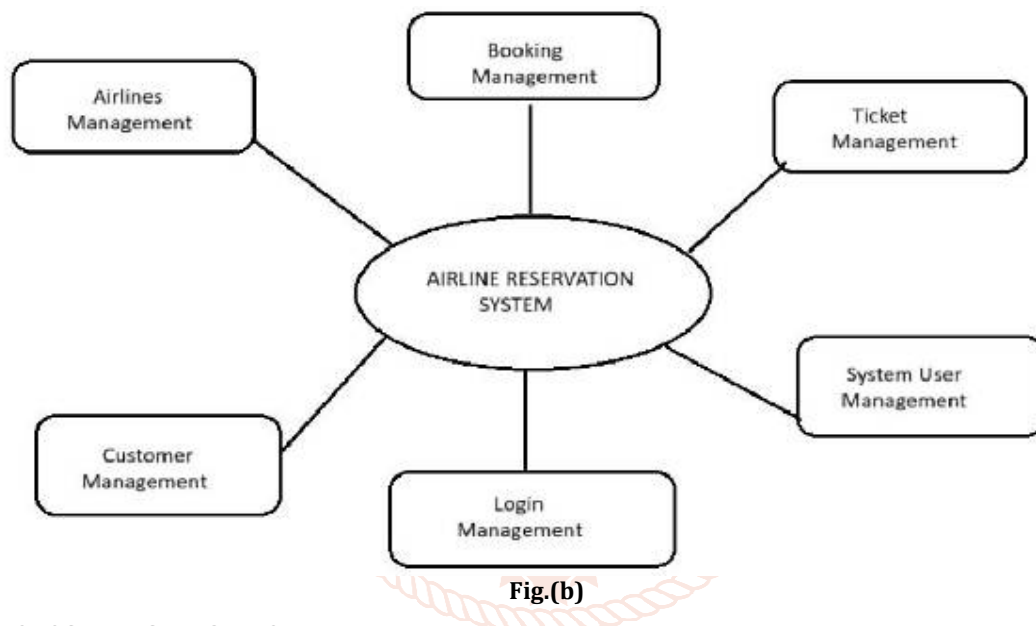 Booking
Management
Airlines
Management
Ticket
Management
AIRLINE RESERVATION
SYSTEM
System User
Management
Customer
Management
Login
Management
Fig.(b)